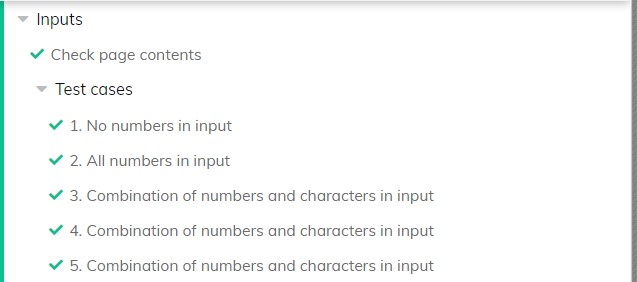 Inputs
Check page contents
Test cases
1. No numbers in input
2. All numbers in input
3. Combination of numbers and characters in input
4. Combination of numbers and characters in input
5. Combination of numbers and characters in input